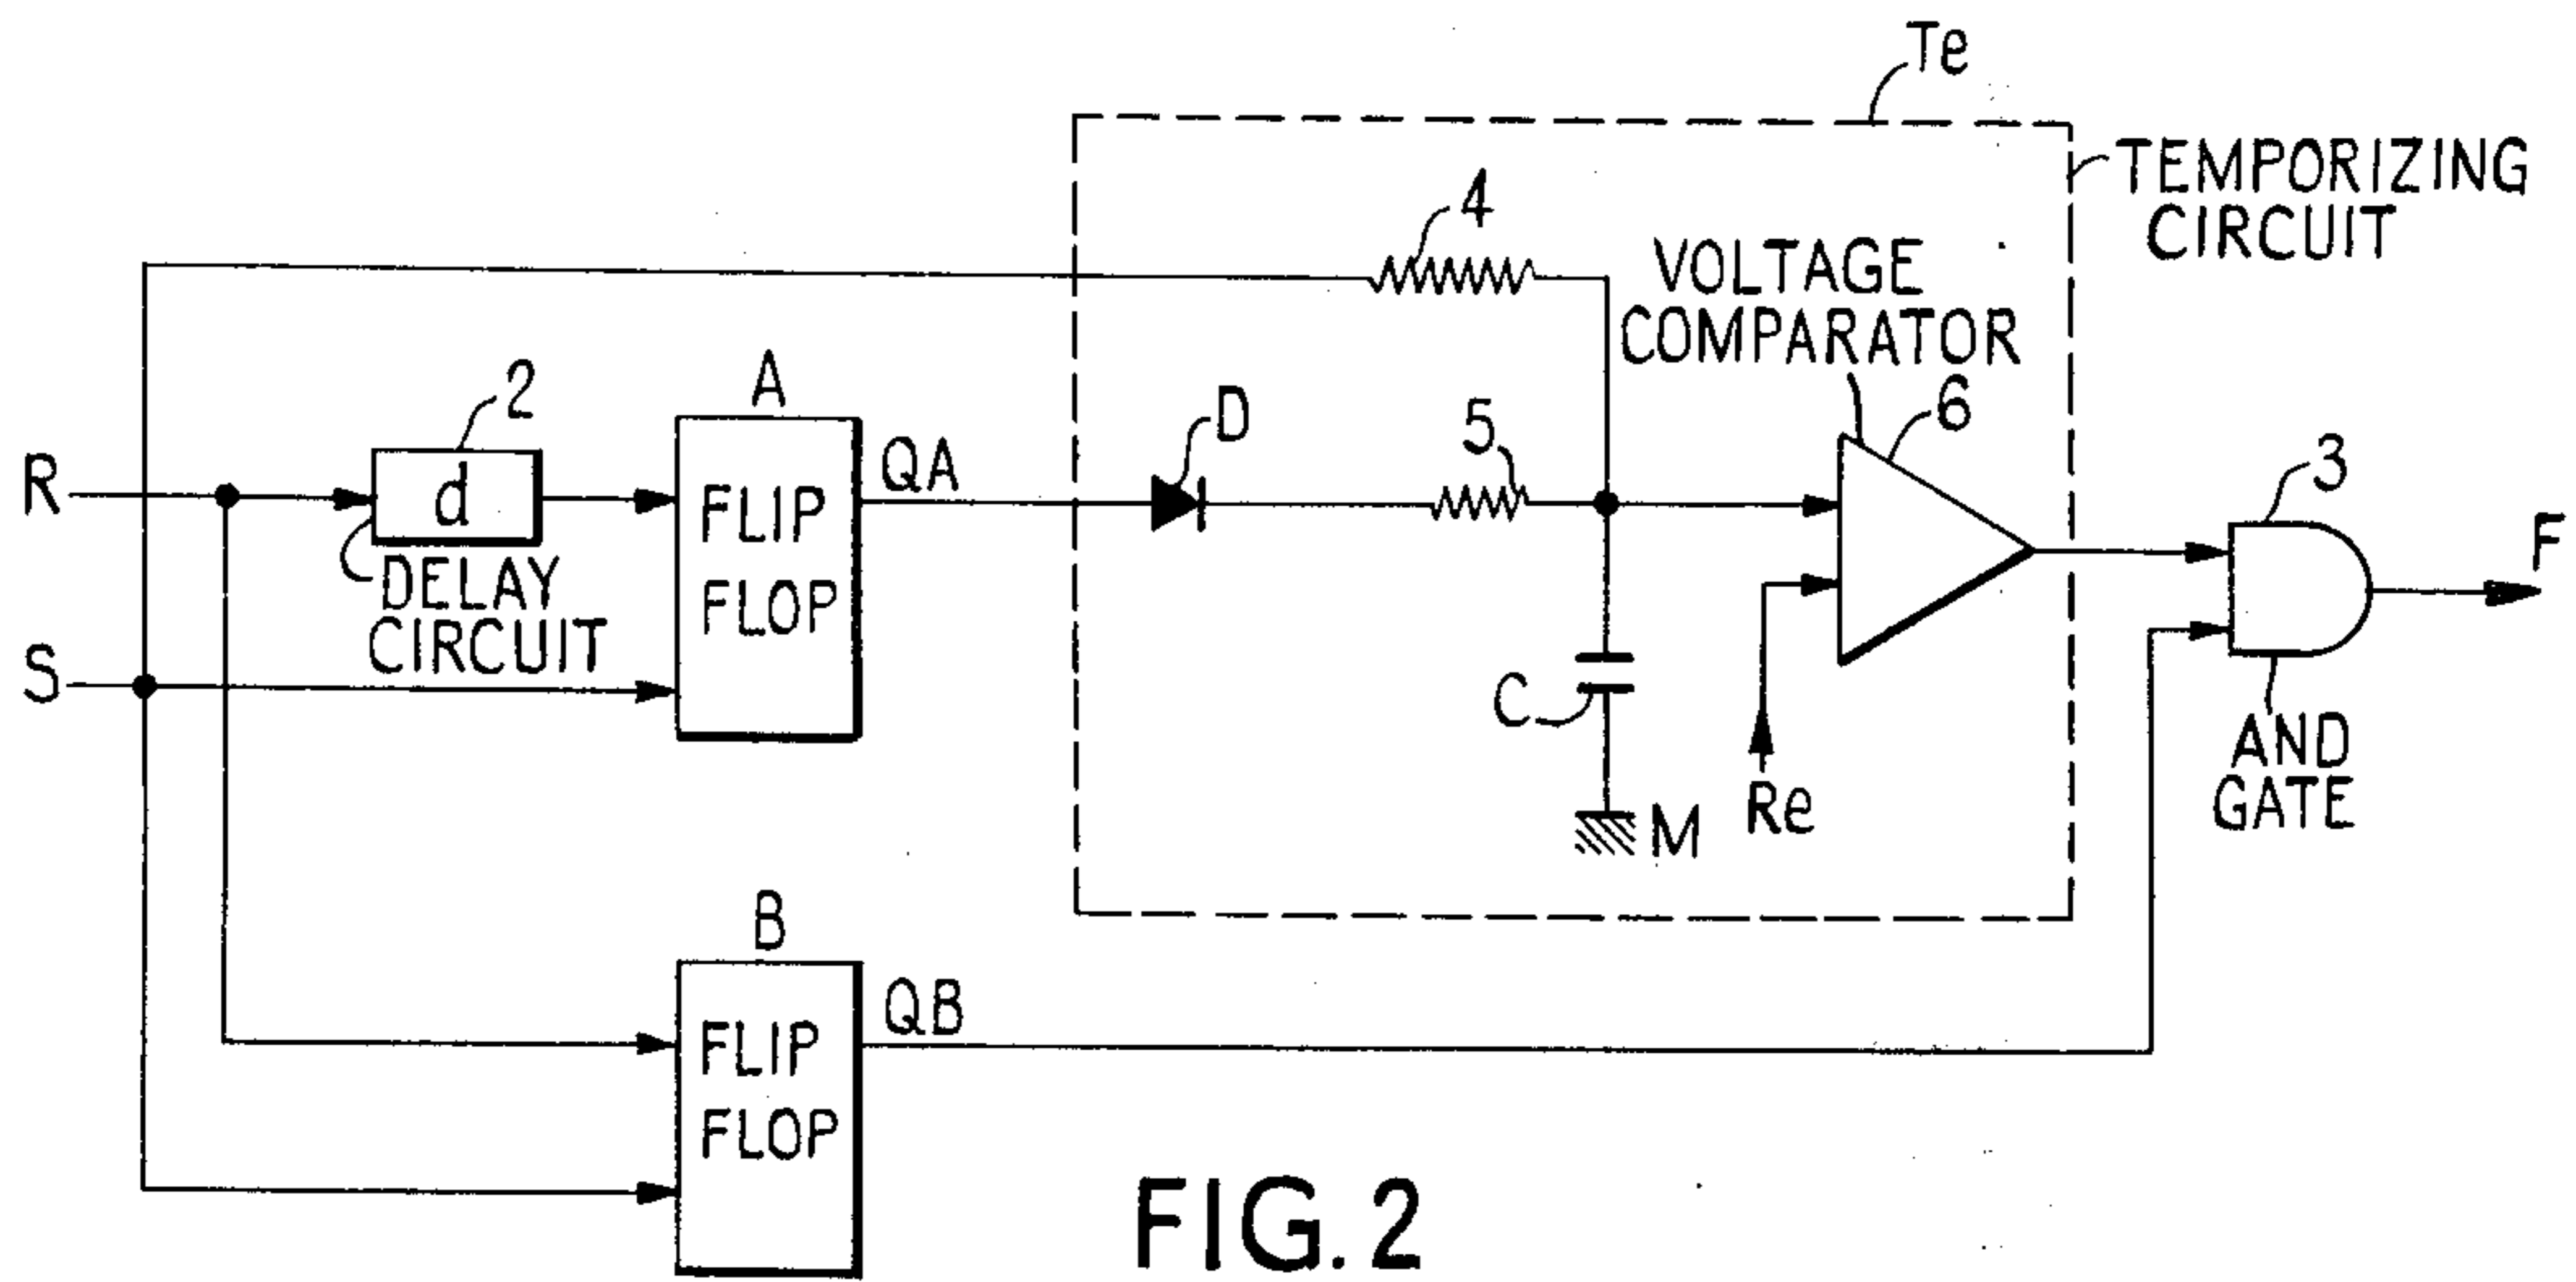 Te
TEMPORIZING
CIRCUIT
4
VOLTAGE
COMPARATOR
6
2
A
D
5
3
R
d
QA
FLIP
FLOP
F
DELAY
CIRCUIT
S
C
M
Re
AND
GATE
B
QB
FLIP
FLOP
FIG. 2